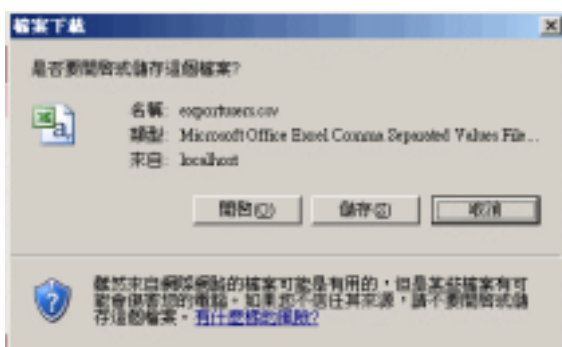 檔案下載
是否要開啟或儲存這個檔案?
名稱: exportusers.csv
類型: Microsoft Office Excel Comma Separated Values File...
來自: localhost
開啟(O) 儲存(S) 取消
雖然來自網際網路的檔案可能是有用的，但是某些檔案有可
能會傷害您的電腦。如果您不信任其來源，請不要開啟或儲
存這個檔案。有什麼樣的風險?